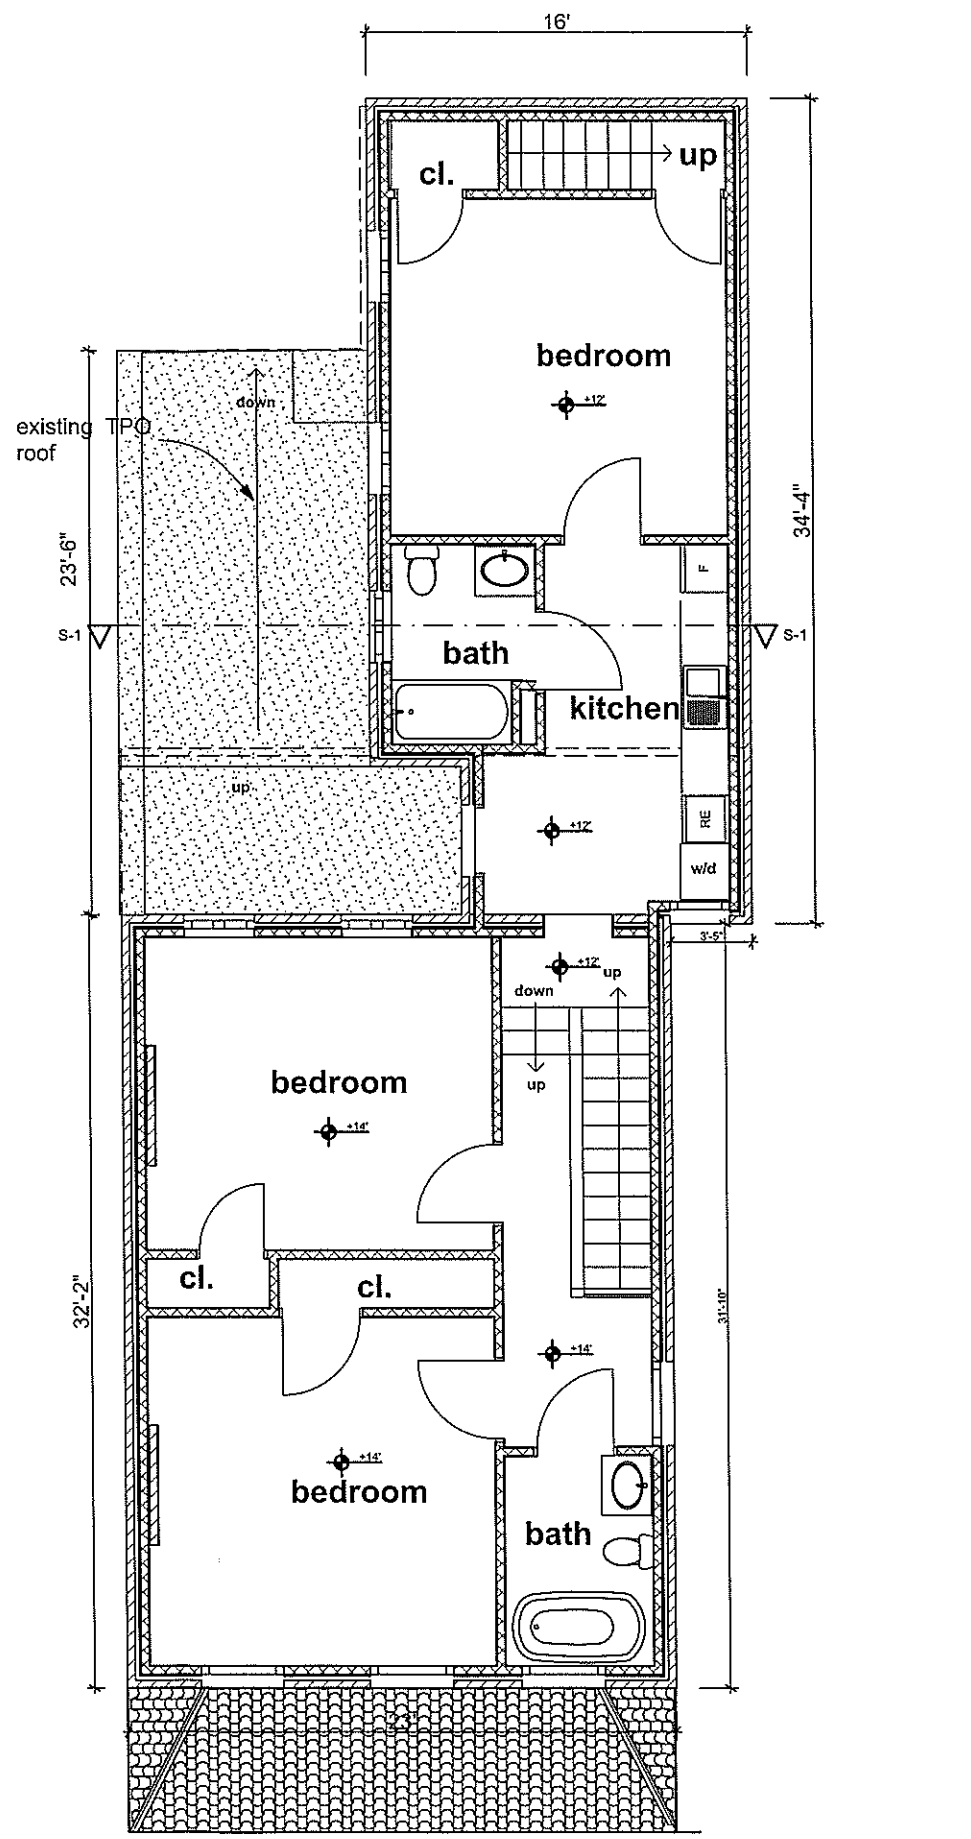 16'
up
cl.
bedroom
+12'
down
existing TPO
roof
34'-4"
23'-6"
F
S-1
S-1
bath
kitchen
up
RE
+12'
w/d
3'-5"
+12'
up
down
bedroom
up
+14'
cl.
cl.
32'-2"
31'-10"
+14'
+14'
bedroom
bath
23'